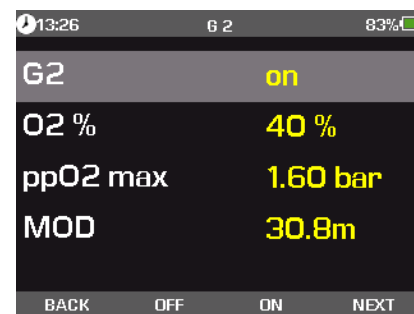 13:26 G 2 83%
G2 on
O2 % 40 %
ppO2 max 1.60 bar
MOD 30.8m
BACK OFF ON NEXT